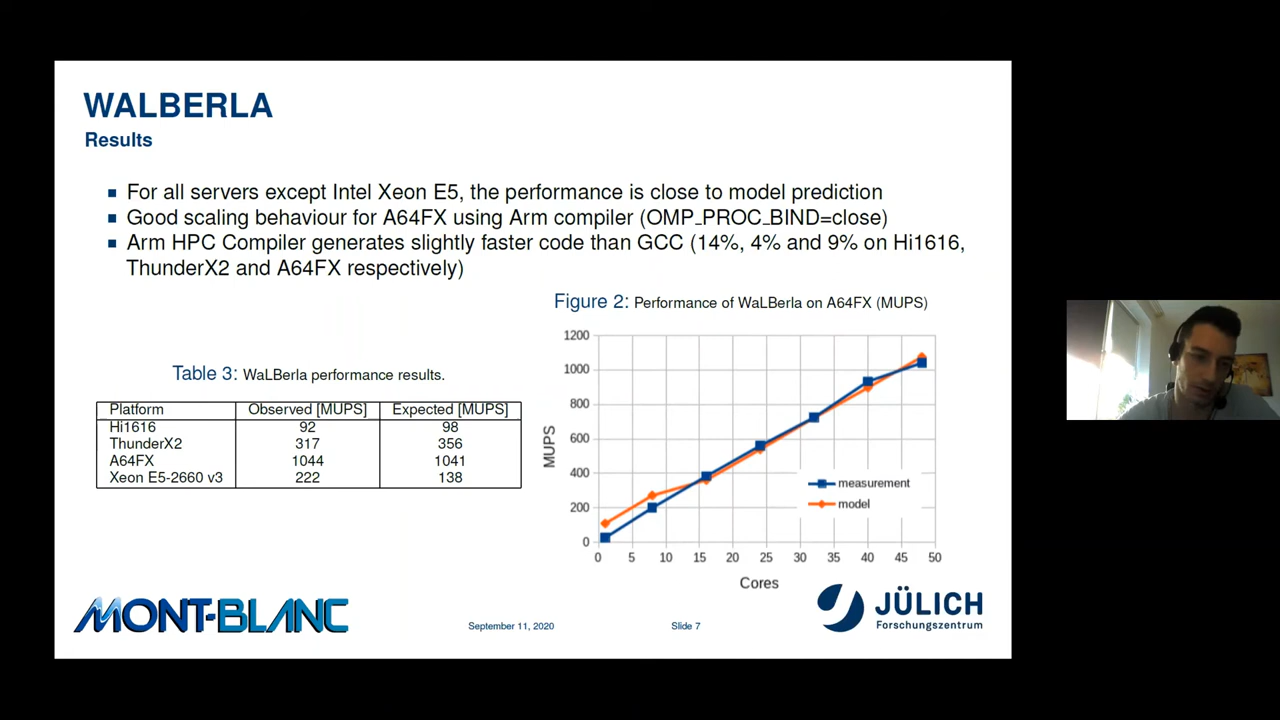 WALBERLA
Results
For all servers except Intel Xeon E5, the performance is close to model prediction
Good scaling behaviour for A64FX using Arm compiler (OMP_PROC_BIND=close)
Arm HPC Compiler generates slightly faster code than GCC (14%, 4% and 9% on Hi1616,
ThunderX2 and A64FX respectively)
Table 3: WaLBerla performance results.
Platform Observed [MUPS] Expected [MUPS]
Hi1616 92 98
ThunderX2 317 356
A64FX 1044 1041
Xeon E5-2660 v3 222 138
Figure 2: Performance of WaLBerla on A64FX (MUPS)
1200
1000
800
600
400
200
0
MUPS
measurement
model
0 5 10 15 20 25 30 35 40 45 50
Cores
MONT-BLANC
September 11, 2020
Slide 7
JÜLICH
Forschungszentrum